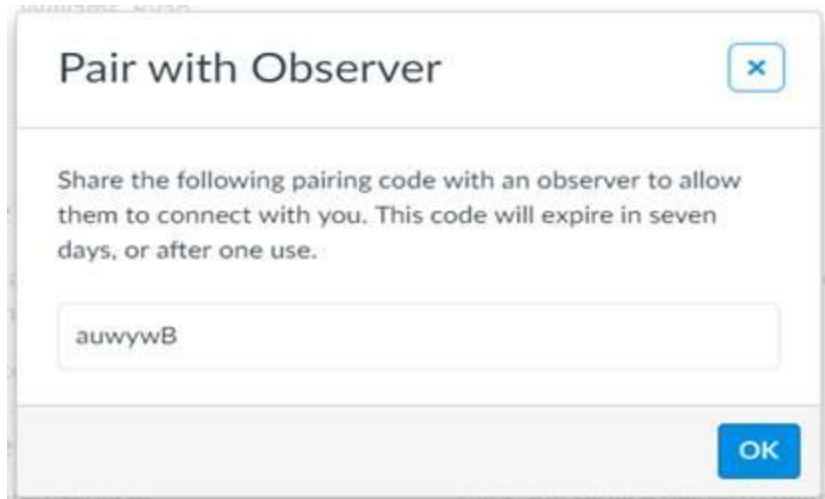 Pair with Observer
×
Share the following pairing code with an observer to allow
them to connect with you. This code will expire in seven
days, or after one use.
auwywB
OK